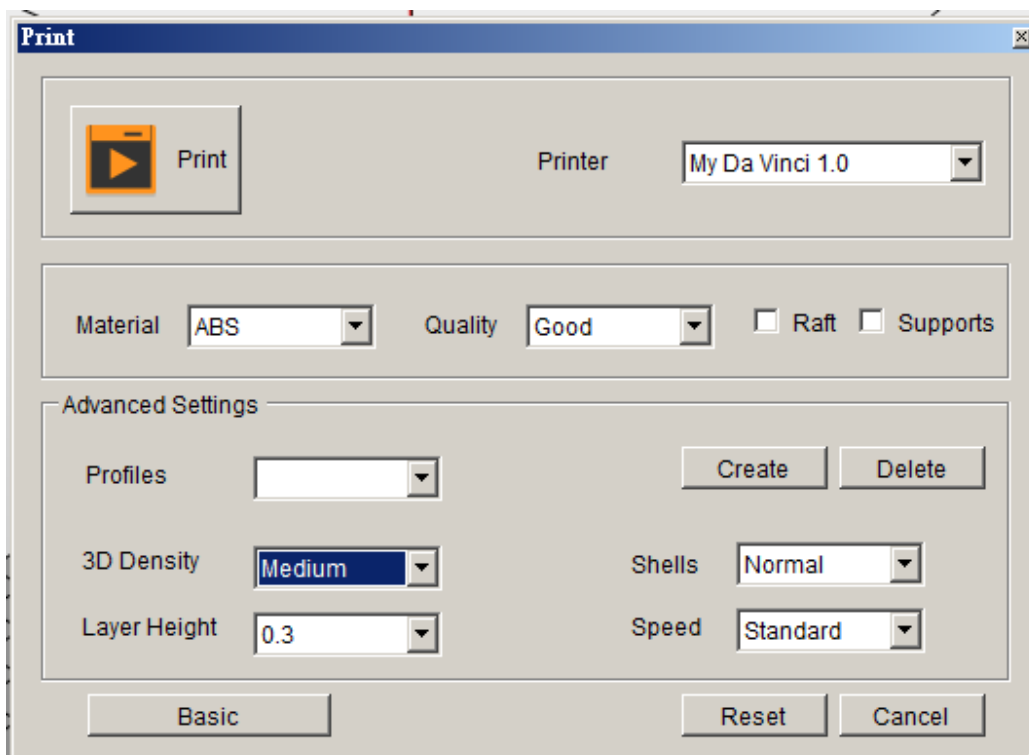 Print
Print Printer My Da Vinci 1.0
Material ABS Quality Good Raft Supports
Advanced Settings
Profiles Create Delete
3D Density Medium Shells Normal
Layer Height 0.3 Speed Standard
Basic Reset Cancel